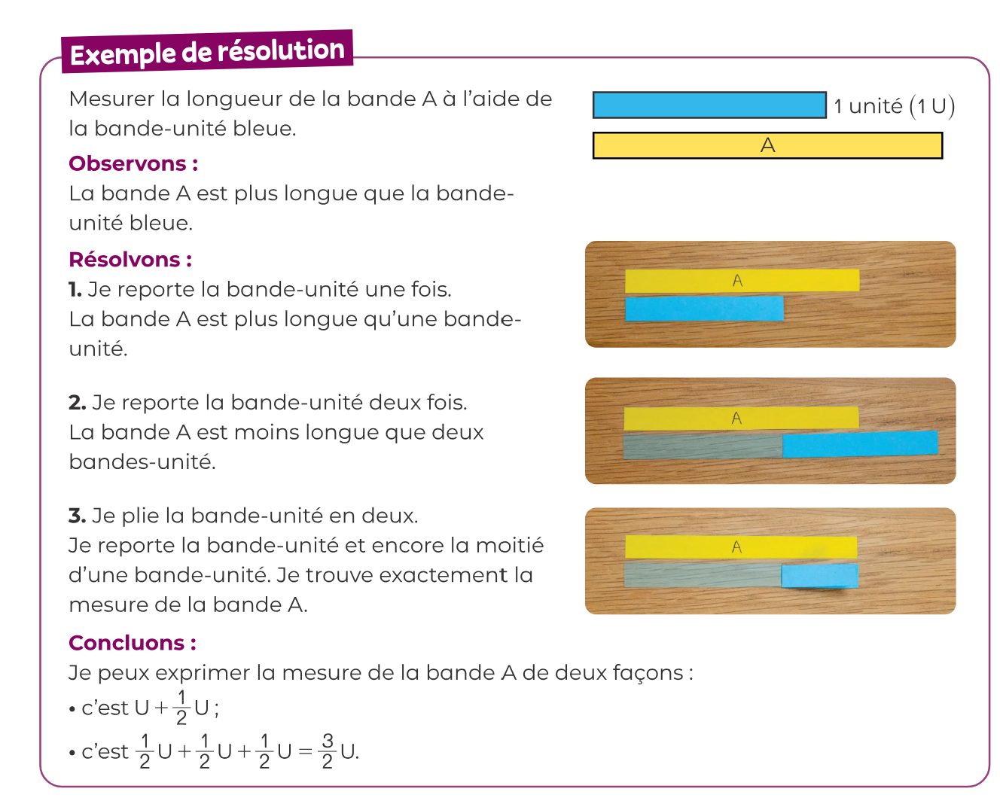 Exemple de résolution
Mesurer la longueur de la bande A à l’aide de
la bande-unité bleue.
1 unité (1 U)
A
Observons :
La bande A est plus longue que la bande-
unité bleue.
Résolvons :
1. Je reporte la bande-unité une fois.
La bande A est plus longue qu’une bande-
unité.
A
2. Je reporte la bande-unité deux fois.
La bande A est moins longue que deux
bandes-unité.
A
3. Je plie la bande-unité en deux.
Je reporte la bande-unité et encore la moitié
d’une bande-unité. Je trouve exactement la
mesure de la bande A.
A
Concluons :
Je peux exprimer la mesure de la bande A de deux façons :
• c’est U + 1/2 U ;
• c’est 1/2 U + 1/2 U + 1/2 U = 3/2 U.